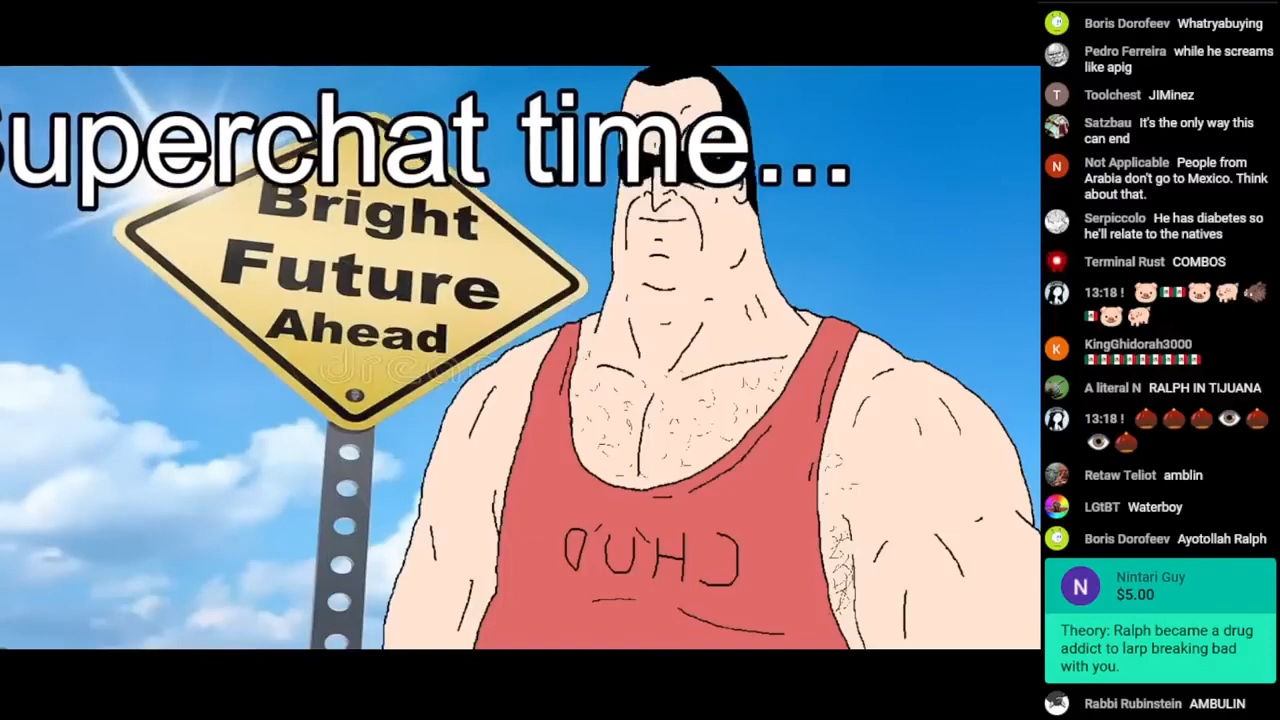 Superchat time...
Bright
Future
Ahead
CHUD
Boris Dorofeev Whatryabuying
Pedro Ferreira while he screams
like apig
Toolchest JIMinez
Satzbau It's the only way this
can end
Not Applicable People from
Arabia don't go to Mexico. Think
about that.
Serpiccolo He has diabetes so
he'll relate to the natives
Terminal Rust COMBOS
13:18 ! 🐷🇲🇽🐷🐖🐗
🇲🇽🐷🐖
KingGhidorah3000
🇲🇽🇲🇽🇲🇽🇲🇽🇲🇽🇲🇽🇲🇽🇲🇽🇲🇽
A literal N RALPH IN TIJUANA
13:18 ! 🌰🌰🌰👁🌰
👁🌰
Retaw Teliot amblin
LGtBT Waterboy
Boris Dorofeev Ayotollah Ralph
N
Nintari Guy
$5.00
Theory: Ralph became a drug
addict to larp breaking bad
with you.
Rabbi Rubinstein AMBULIN